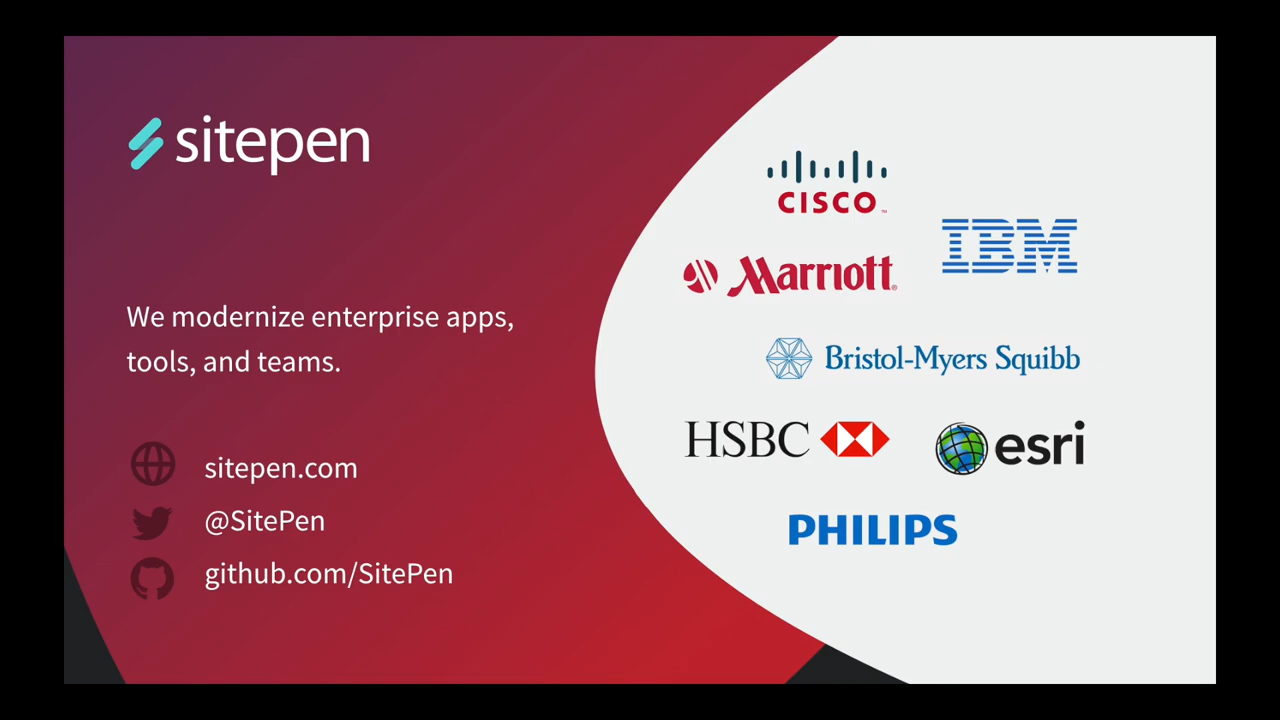 sitepen
We modernize enterprise apps,
tools, and teams.
sitepen.com
@SitePen
github.com/SitePen
CISCO™
IBM
Marriott®
Bristol-Myers Squibb
HSBC
esri
PHILIPS